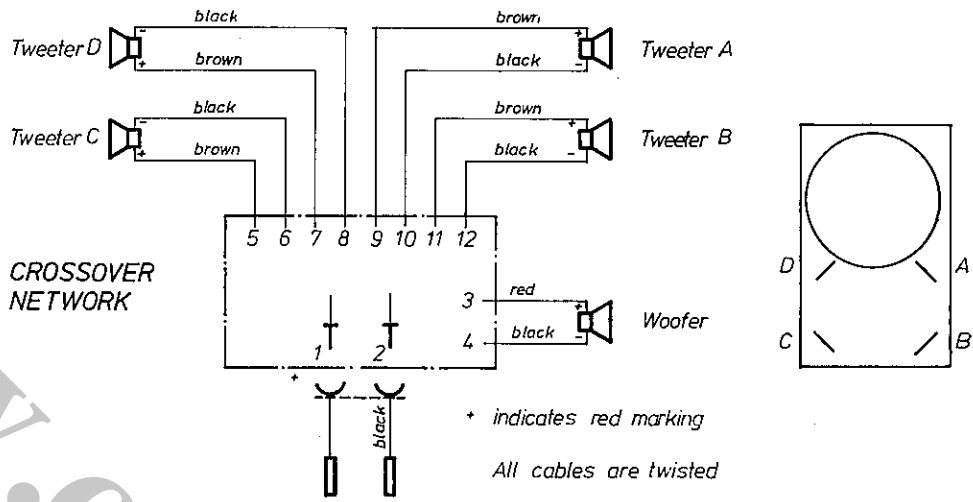 black
Tweeter D
-
+
brown
black
Tweeter C
-
+
brown
brown
+
Tweeter A
-
black
brown
+
Tweeter B
-
black
5 6 7 8 9 10 11 12
CROSSOVER
NETWORK
3
red
+
Woofer
4
black
-
1
2
+
black
+ indicates red marking
All cables are twisted
D
A
C
B